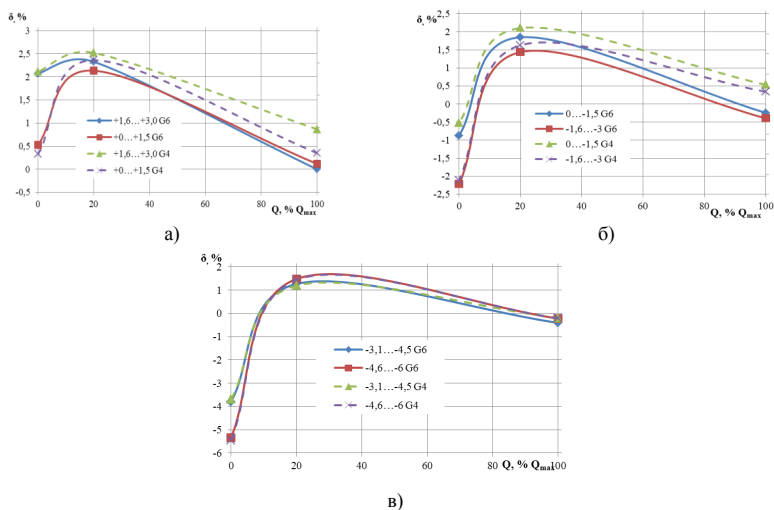 δ, %
3
2,5
2
1,5
1
0,5
0
0,5
+1,6…+3,0 G6
+0…+1,5 G6
+1,6…+3,0 G4
+0…+1,5 G4
0 20 40 60 80 100
Q, % Qmax
а)
δ, %
2,5
2
1,5
1
0,5
0
-0,5
-1
-1,5
-2
-2,5
0…-1,5 G6
-1,6…-3 G6
0…-1,5 G4
-1,6…-3 G4
0 20 40 60 80 100
Q, % Qmax
б)
δ, %
2
1
0
-1
-2
-3
-4
-5
-6
-3,1…-4,5 G6
-4,6…-6 G6
-3,1…-4,5 G4
-4,6…-6 G4
0 20 40 60 80 100
Q, % Qmax
в)